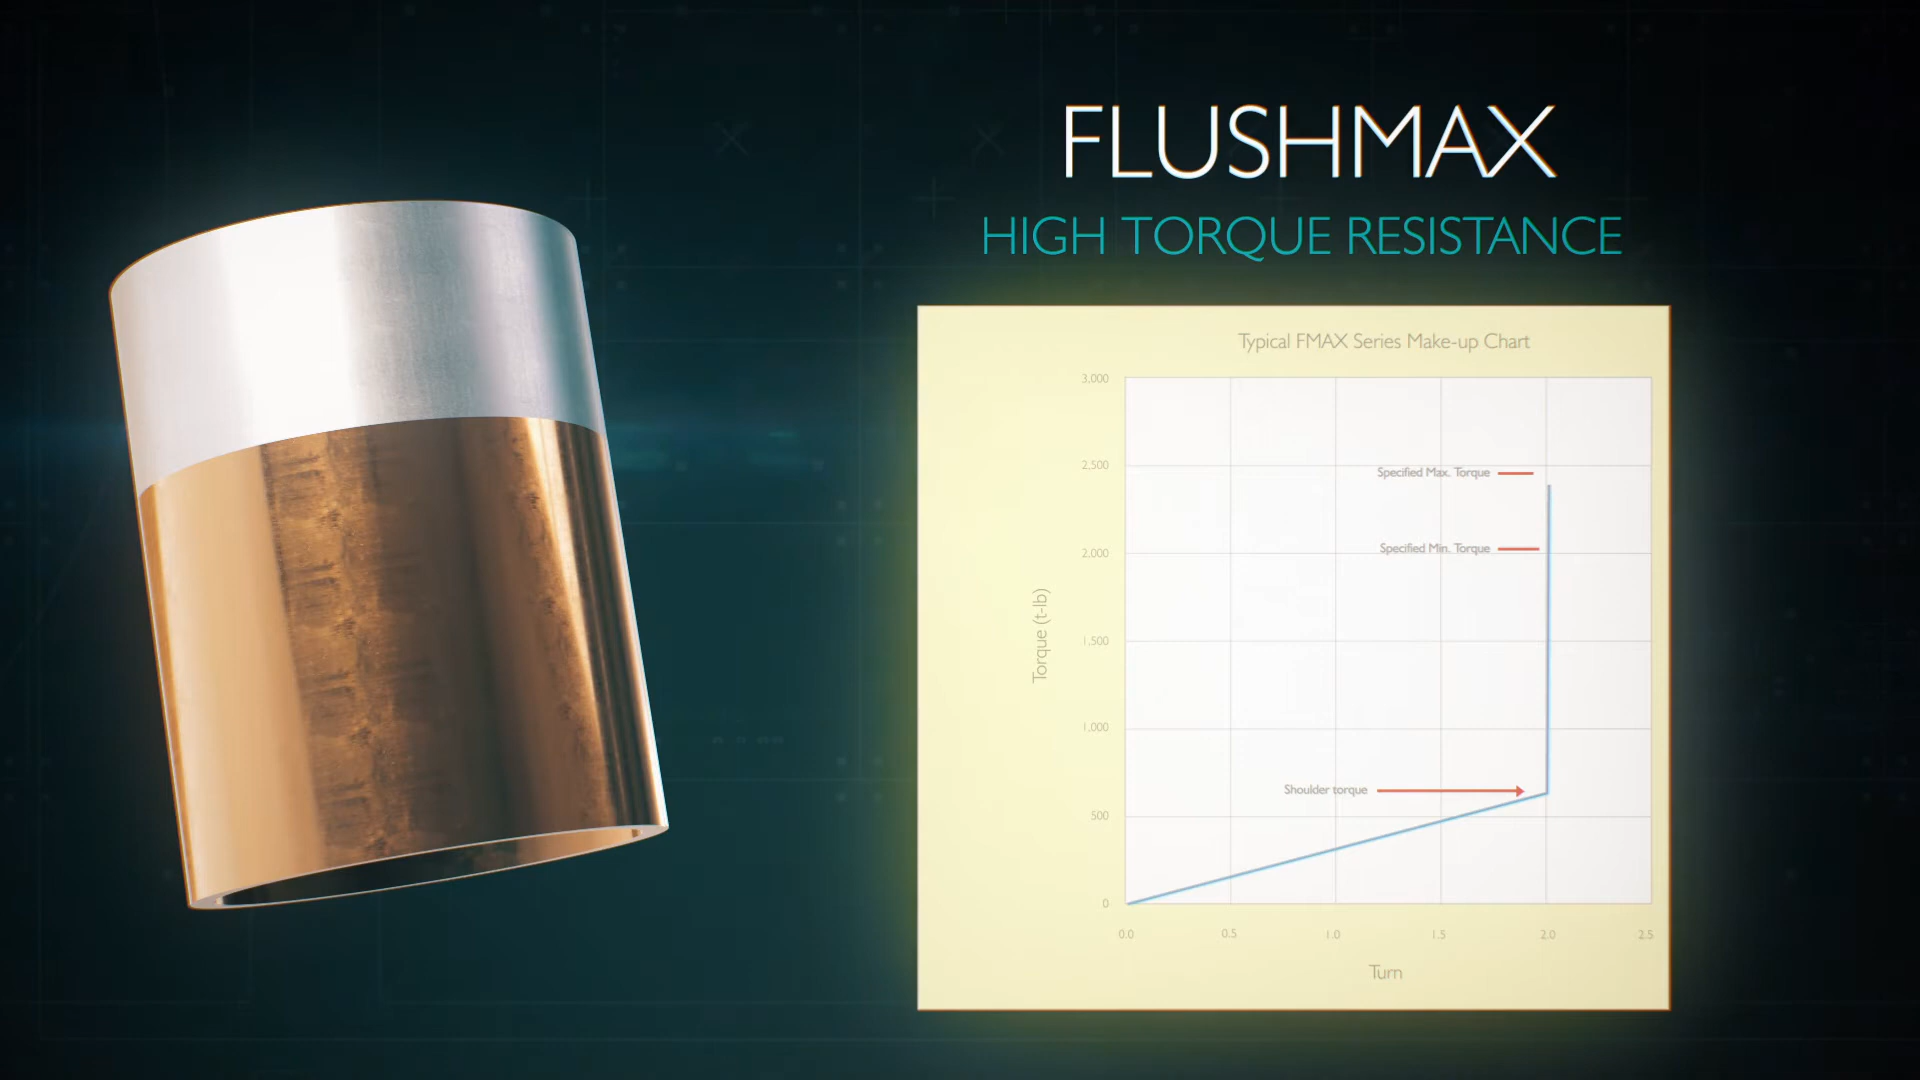 FLUSHMAX
HIGH TORQUE RESISTANCE
Typical FMAX Series Make-up Chart
3,000
2,500
Specified Max. Torque
Specified Min. Torque
2,000
Torque (t-lb)
1,500
1,000
Shoulder torque
500
0
0.0 0.5 1.0 1.5 2.0 2.5
Turn